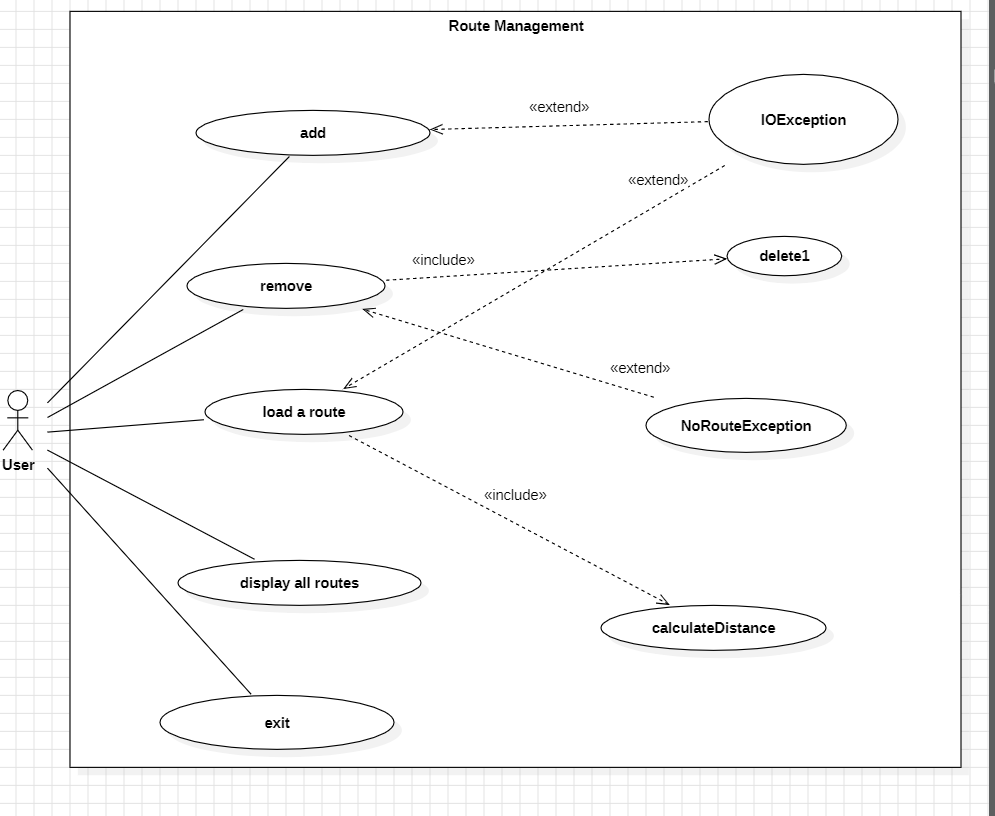 Route Management
«extend»
IOException
add
«extend»
«include»
delete1
remove
«extend»
load a route
NoRouteException
User
«include»
display all routes
calculateDistance
exit